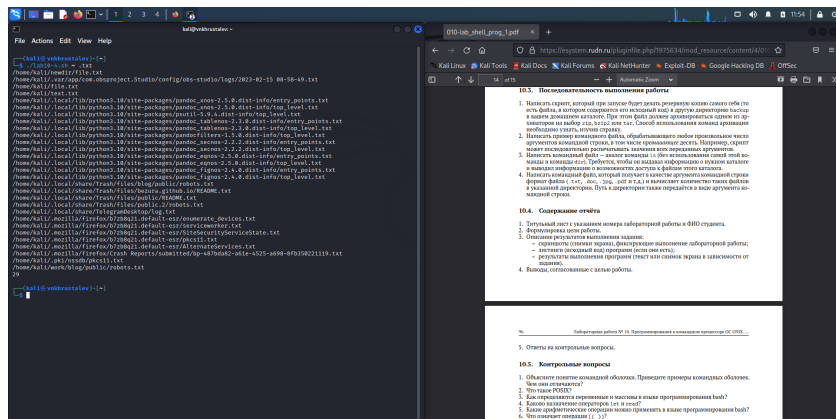 1 2 3 4
11:54
kali@vnkhrustalev: ~
File Actions Edit View Help
(kali㉿vnkhrustalev)-[~]
$ ./lab10-4.sh ~ .txt
/home/kali/newdir/file.txt
/home/kali/.var/app/com.obsproject.Studio/config/obs-studio/logs/2023-02-15 08-56-49.txt
/home/kali/file.txt
/home/kali/text.txt
/home/kali/.local/lib/python3.10/site-packages/pandoc_xnos-2.5.0.dist-info/entry_points.txt
/home/kali/.local/lib/python3.10/site-packages/pandoc_xnos-2.5.0.dist-info/top_level.txt
/home/kali/.local/lib/python3.10/site-packages/psutil-5.9.4.dist-info/top_level.txt
/home/kali/.local/lib/python3.10/site-packages/pandoc_tablenos-2.3.0.dist-info/entry_points.txt
/home/kali/.local/lib/python3.10/site-packages/pandoc_tablenos-2.3.0.dist-info/top_level.txt
/home/kali/.local/lib/python3.10/site-packages/pandocfilters-1.5.0.dist-info/top_level.txt
/home/kali/.local/lib/python3.10/site-packages/pandoc_secnos-2.2.2.dist-info/entry_points.txt
/home/kali/.local/lib/python3.10/site-packages/pandoc_secnos-2.2.2.dist-info/top_level.txt
/home/kali/.local/lib/python3.10/site-packages/pandoc_eqnos-2.5.0.dist-info/entry_points.txt
/home/kali/.local/lib/python3.10/site-packages/pandoc_eqnos-2.5.0.dist-info/top_level.txt
/home/kali/.local/lib/python3.10/site-packages/pandoc_fignos-2.4.0.dist-info/entry_points.txt
/home/kali/.local/lib/python3.10/site-packages/pandoc_fignos-2.4.0.dist-info/top_level.txt
/home/kali/.local/share/Trash/files/blog/public/robots.txt
/home/kali/.local/share/Trash/files/bezura.github.io/README.txt
/home/kali/.local/share/Trash/files/public/README.txt
/home/kali/.local/share/Trash/files/public.2/robots.txt
/home/kali/.local/share/TelegramDesktop/log.txt
/home/kali/.mozilla/firefox/b7zb8q21.default-esr/enumerate_devices.txt
/home/kali/.mozilla/firefox/b7zb8q21.default-esr/serviceworker.txt
/home/kali/.mozilla/firefox/b7zb8q21.default-esr/SiteSecurityServiceState.txt
/home/kali/.mozilla/firefox/b7zb8q21.default-esr/pkcs11.txt
/home/kali/.mozilla/firefox/b7zb8q21.default-esr/AlternateServices.txt
/home/kali/.mozilla/firefox/Crash Reports/submitted/bp-487bda82-a61e-4525-a698-0fb350221119.txt
/home/kali/.pki/nssdb/pkcs11.txt
/home/kali/work/blog/public/robots.txt
29
(kali㉿vnkhrustalev)-[~]
$
010-lab_shell_prog_1.pdf
https://esystem.rudn.ru/pluginfile.php/1975634/mod_resource/content/4/010
Kali Linux Kali Tools Kali Docs Kali Forums Kali NetHunter Exploit-DB Google Hacking DB OffSec
14 of 15 Automatic Zoom
10.3. Последовательность выполнения работы
1. Написать скрипт, который при запуске будет делать резервную копию самого себя (то
есть файла, в котором содержится его исходный код) в другую директорию backup
в вашем домашнем каталоге. При этом файл должен архивироваться одним из ар-
хиваторов на выбор zip, bzip2 или tar. Способ использования команд архивации
необходимо узнать, изучив справку.
2. Написать пример командного файла, обрабатывающего любое произвольное число
аргументов командной строки, в том числе превышающее десять. Например, скрипт
может последовательно распечатывать значения всех переданных аргументов.
3. Написать командный файл — аналог команды ls (без использования самой этой ко-
манды и команды dir). Требуется, чтобы он выдавал информацию о нужном каталоге
и выводил информацию о возможностях доступа к файлам этого каталога.
4. Написать командный файл, который получает в качестве аргумента командной строки
формат файла (.txt, .doc, .jpg, .pdf и т.д.) и вычисляет количество таких файлов
в указанной директории. Путь к директории также передаётся в виде аргумента ко-
мандной строки.
10.4. Содержание отчёта
1. Титульный лист с указанием номера лабораторной работы и ФИО студента.
2. Формулировка цели работы.
3. Описание результатов выполнения задания:
– скриншоты (снимки экрана), фиксирующие выполнение лабораторной работы;
– листинги (исходный код) программ (если они есть);
– результаты выполнения программ (текст или снимок экрана в зависимости от
задания).
4. Выводы, согласованные с целью работы.
96 Лабораторная работа № 10. Программирование в командном процессоре ОС UNIX. ...
5. Ответы на контрольные вопросы.
10.5. Контрольные вопросы
1. Объясните понятие командной оболочки. Приведите примеры командных оболочек.
Чем они отличаются?
2. Что такое POSIX?
3. Как определяются переменные и массивы в языке программирования bash?
4. Каково назначение операторов let и read?
5. Какие арифметические операции можно применять в языке программирования bash?
6. Что означает операция (( ))?